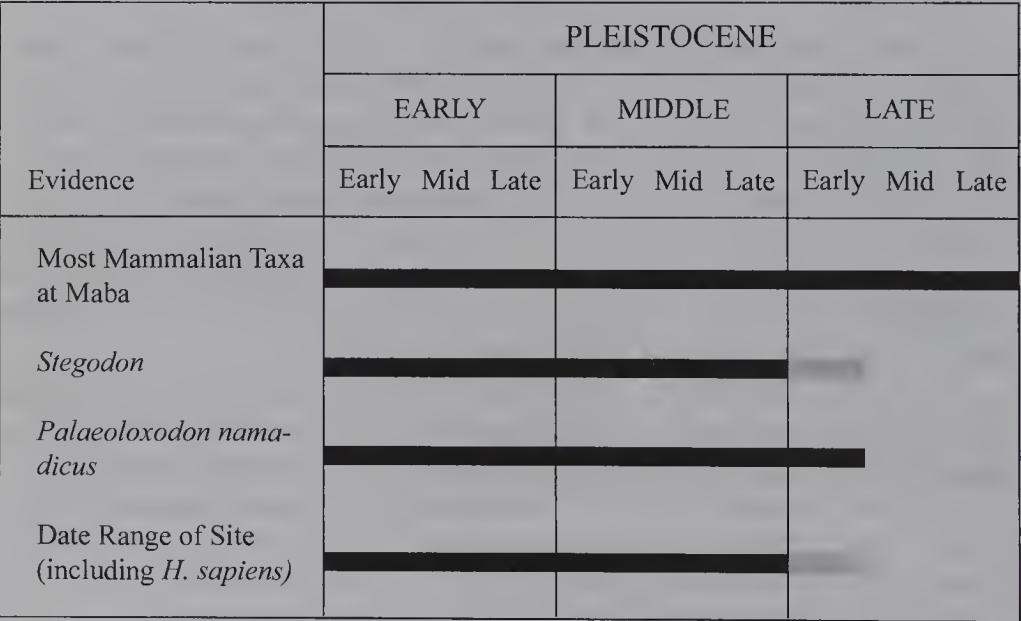 PLEISTOCENE
EARLY MIDDLE LATE
Evidence Early Mid Late Early Mid Late Early Mid Late
Most Mammalian Taxa
at Maba
Stegodon
Palaeoloxodon nama-
dicus
Date Range of Site
(including H. sapiens)